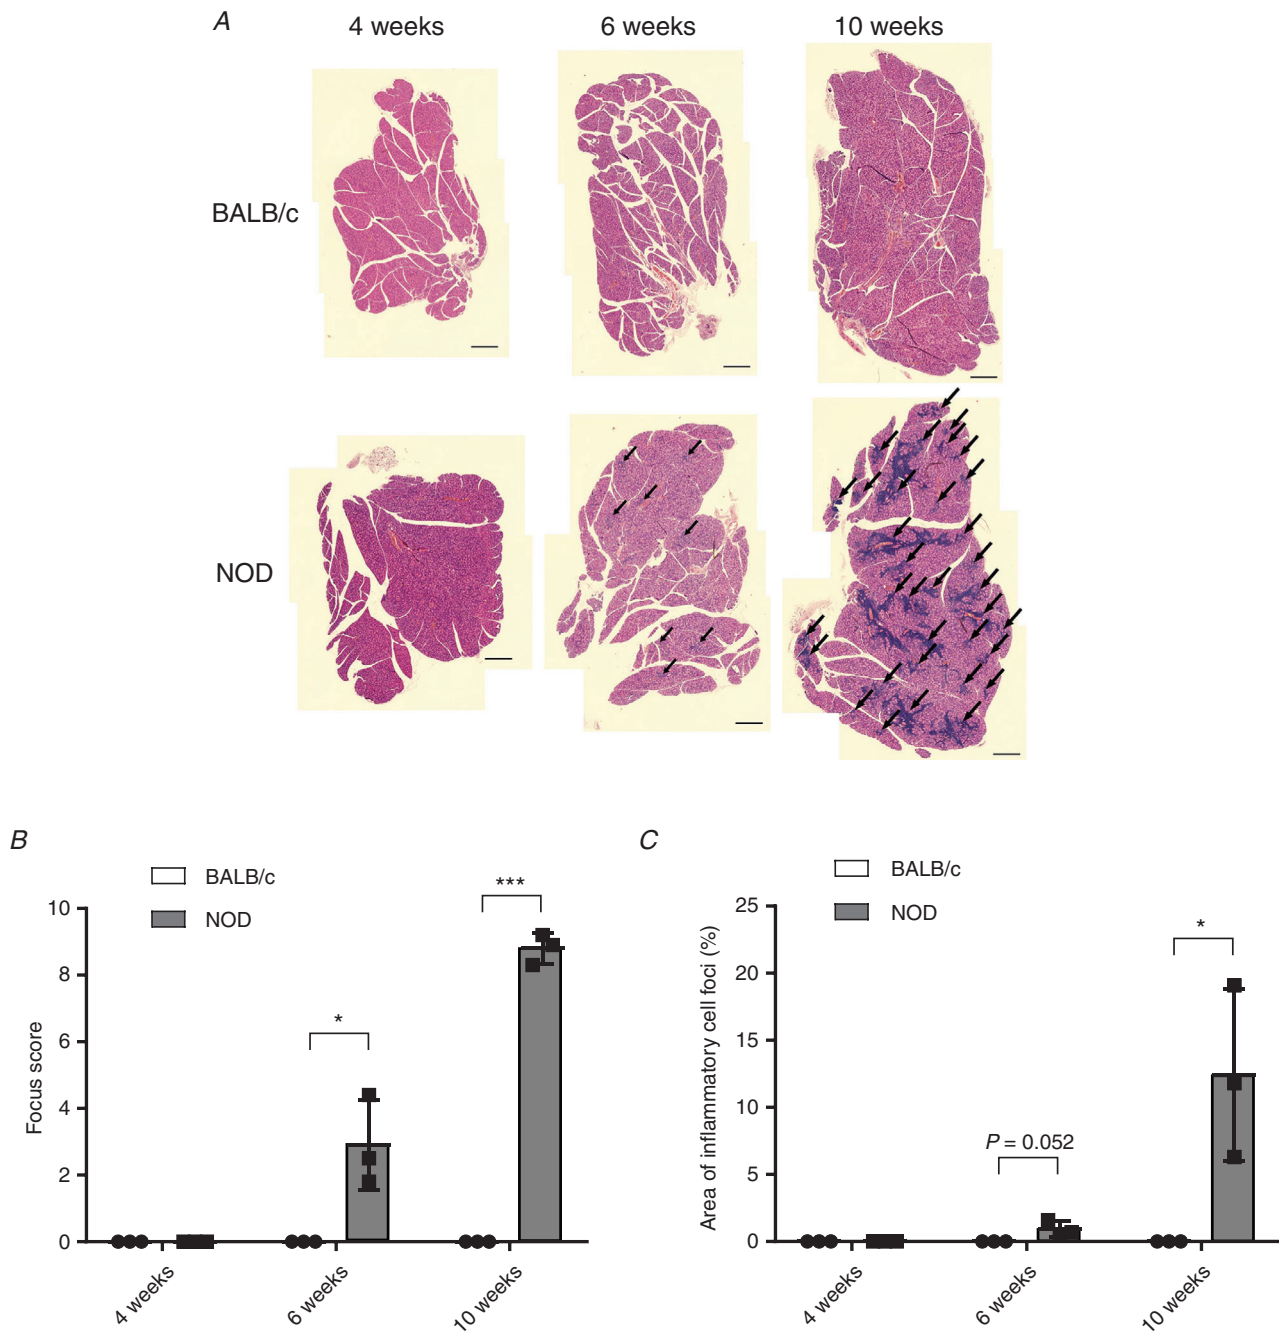 A
4 weeks
6 weeks
10 weeks
BALB/c
NOD
B
BALB/c
NOD
Focus score
10
8
6
4
2
0
*
***
4 weeks
6 weeks
10 weeks
C
BALB/c
NOD
Area of inflammatory cell foci (%)
25
20
15
10
5
0
P = 0.052
*
4 weeks
6 weeks
10 weeks